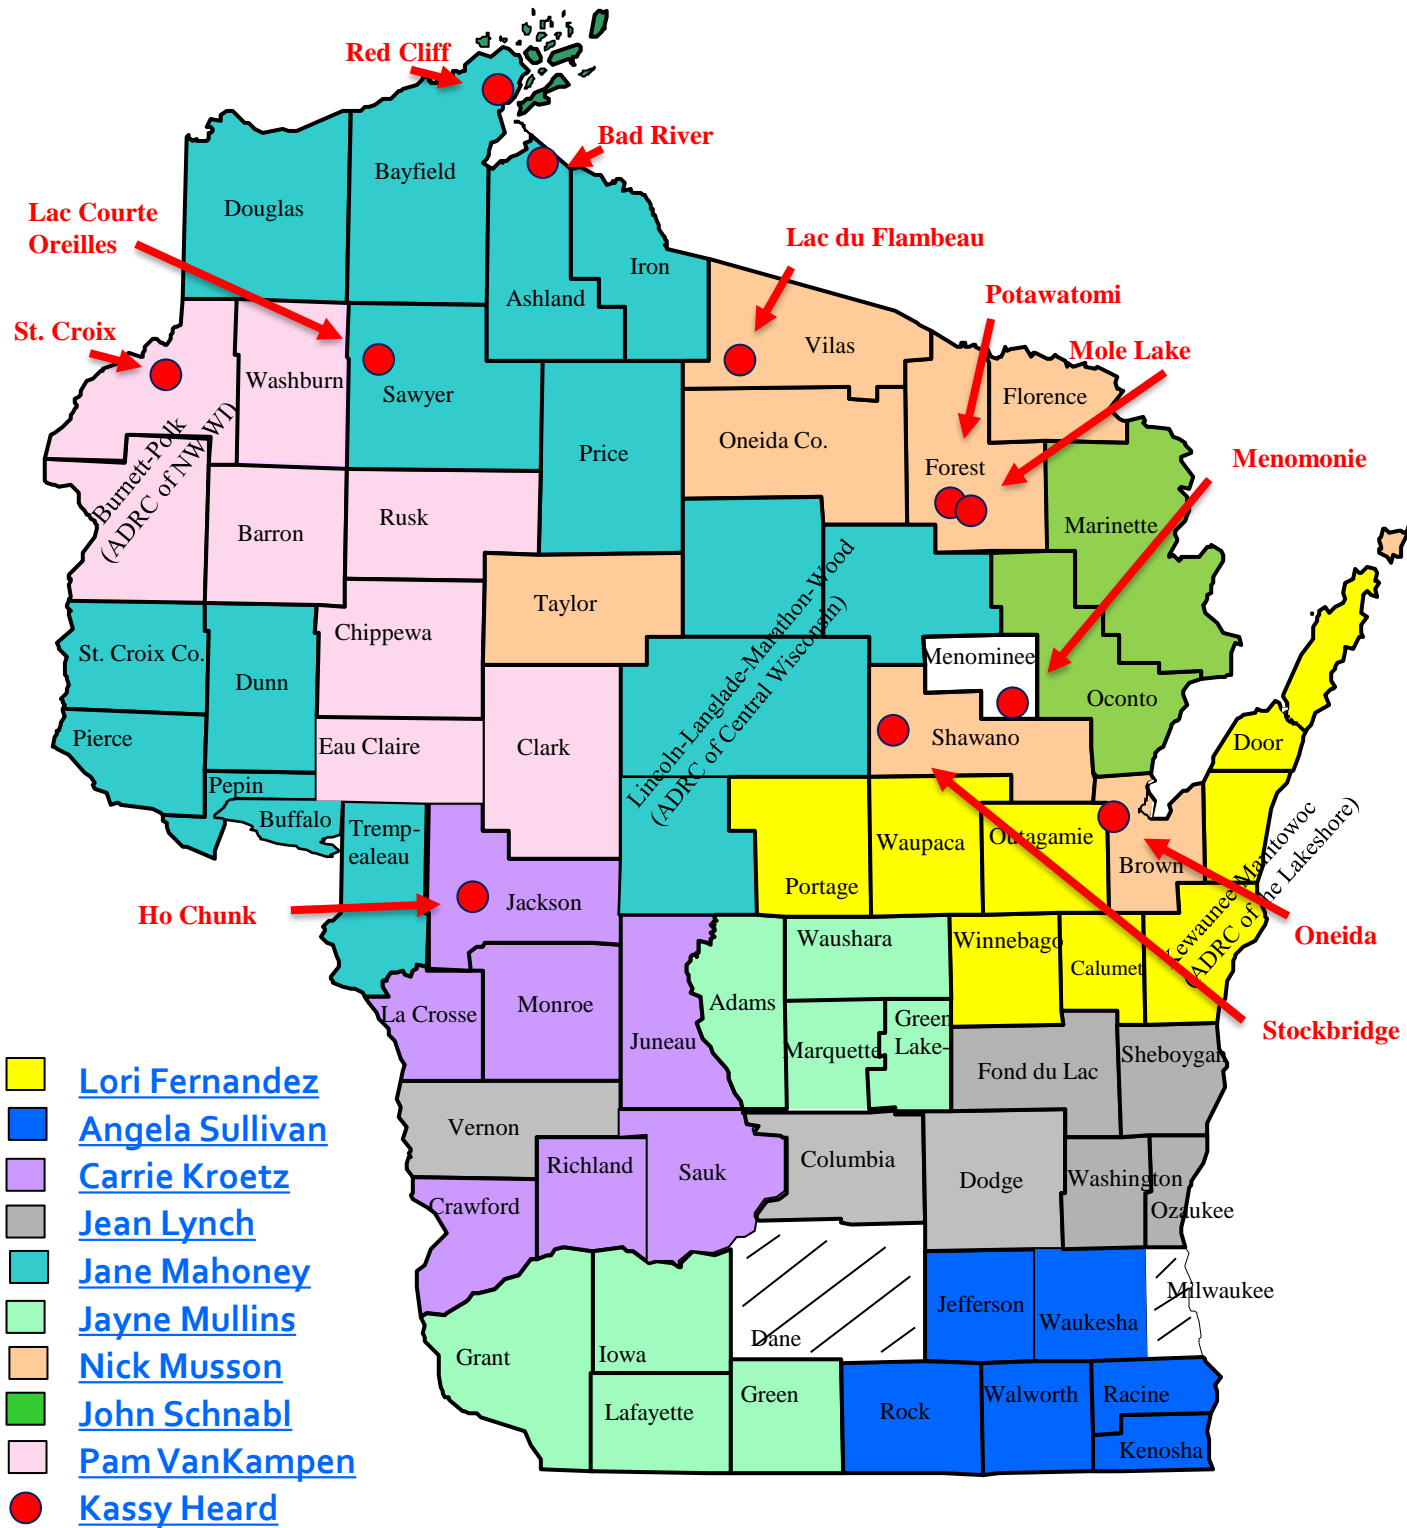 Red Cliff
Bad River
Bayfield
Douglas
Lac Courte
Oreilles
Lac du Flambeau
Iron
Ashland
Potawatomi
St. Croix
Vilas
Mole Lake
Washburn
Sawyer
Florence
Burnett-Polk
(ADRC of NW WI)
Oneida Co.
Price
Forest
Menomonie
Rusk
Barron
Marinette
Taylor
Chippewa
Lincoln-Langlade-Marathon-Wood
(ADRC of Central Wisconsin)
St. Croix Co.
Dunn
Menominee
Oconto
Pierce
Eau Claire
Clark
Shawano
Door
Pepin
Buffalo
Tremp-
ealeau
Waupaca
Outagamie
Brown
Kewaunee-Manitowoc
(ADRC of the Lakeshore)
Portage
Ho Chunk
Jackson
Waushara
Winnebago
Oneida
Calumet
Monroe
Adams
La Crosse
Green
Lake-
Juneau
Marquette
Stockbridge
Fond du Lac
Sheboygan
Vernon
Richland
Sauk
Columbia
Dodge
Washington
Crawford
Ozaukee
Milwaukee
Jefferson
Waukesha
Dane
Grant
Iowa
Green
Lafayette
Rock
Walworth
Racine
Kenosha
Lori Fernandez
Angela Sullivan
Carrie Kroetz
Jean Lynch
Jane Mahoney
Jayne Mullins
Nick Musson
John Schnabl
Pam VanKampen
Kassy Heard